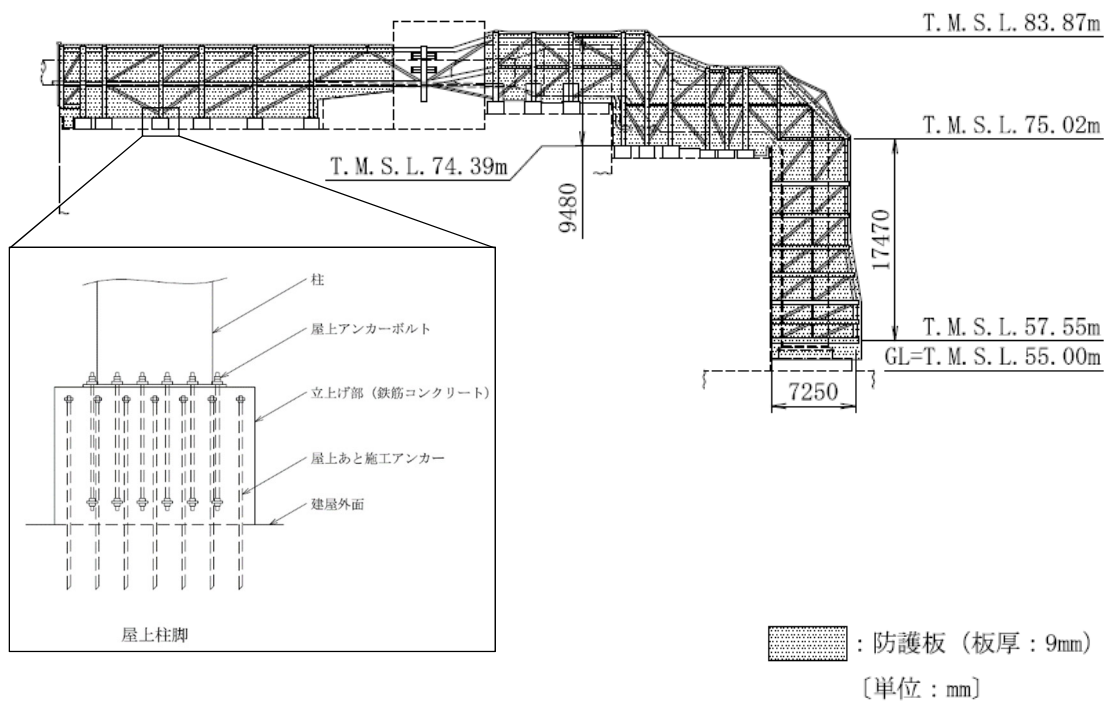 T.M.S.L.83.87m
T.M.S.L.75.02m
T.M.S.L.74.39m
9480
17470
T.M.S.L.57.55m
GL=T.M.S.L.55.00m
7250
柱
屋上アンカーボルト
立上げ部（鉄筋コンクリート）
屋上あと施工アンカー
建屋外面
屋上柱脚
：防護板（板厚：9mm）
〔単位：mm〕